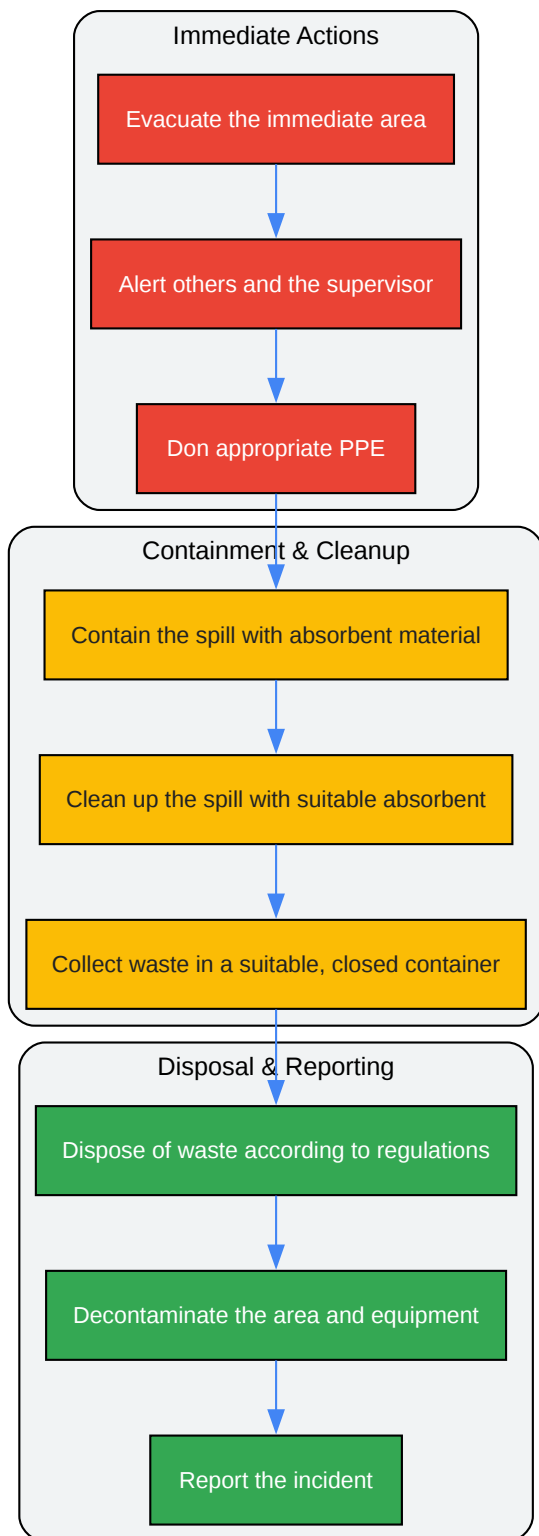 Immediate Actions
Evacuate the immediate area
Alert others and the supervisor
Don appropriate PPE
Containment & Cleanup
Contain the spill with absorbent material
Clean up the spill with suitable absorbent
Collect waste in a suitable, closed container
Disposal & Reporting
Dispose of waste according to regulations
Decontaminate the area and equipment
Report the incident